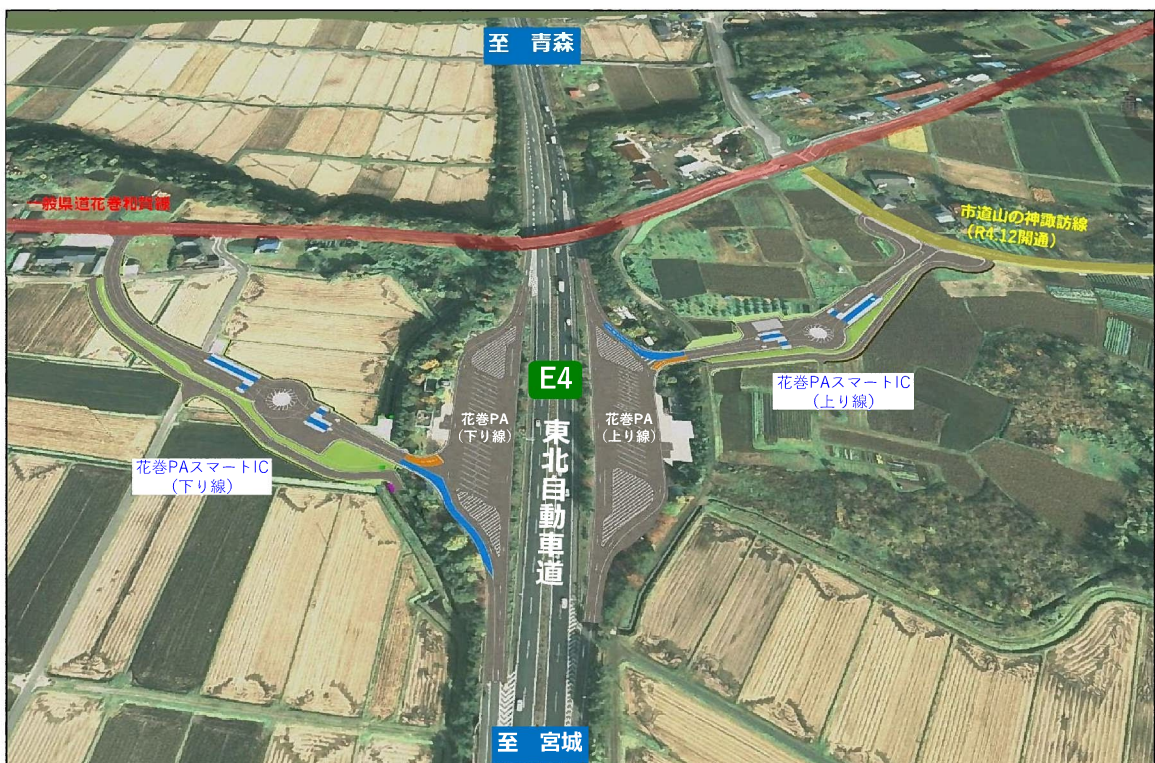 至 青森
一般県道花巻和賀線
市道山の神諏訪線
(R4.12開通)
E4
東北自動車道
花巻PA
(下り線)
花巻PA
(上り線)
花巻PAスマートIC
(上り線)
花巻PAスマートIC
(下り線)
至 宮城